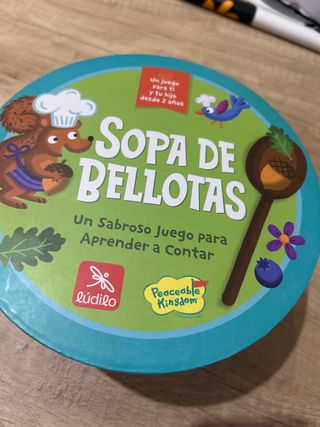 Un juego
para ti
y tu hijo
desde 2 años
SOPA DE
BELLOTAS
Un Sabroso Juego para
Aprender a Contar
lúdilo
Peaceable
Kingdom